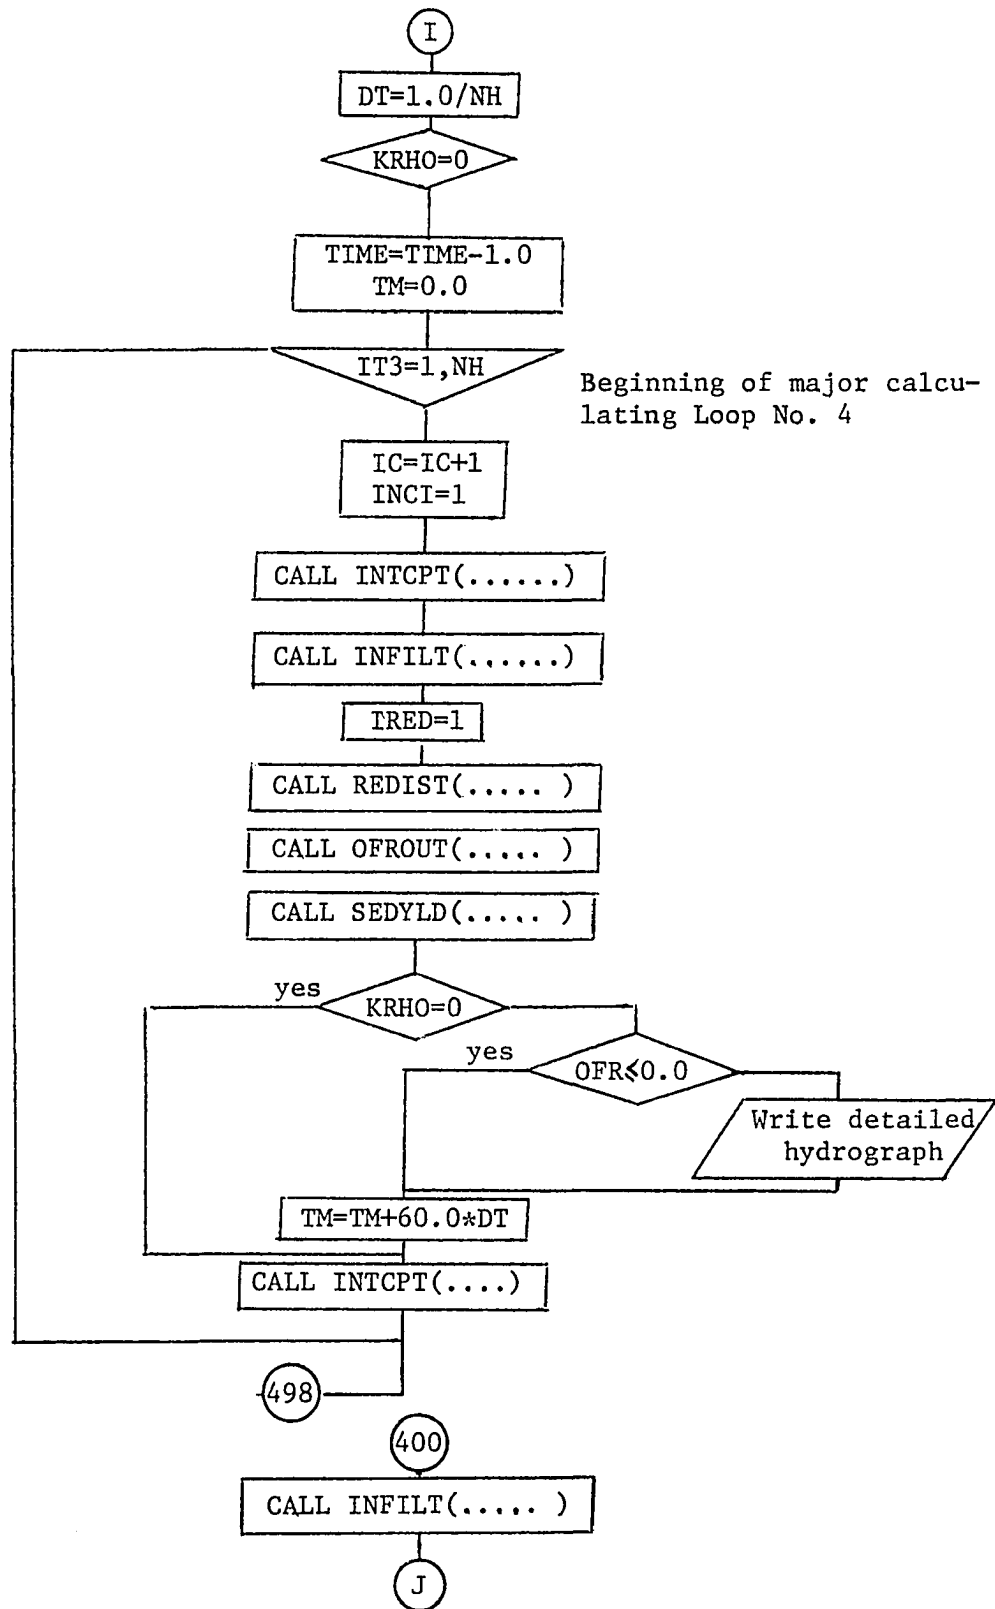 I
DT=1.0/NH
KRHO=0
TIME=TIME-1.0
TM=0.0
IT3=1,NH
Beginning of major calcu-
lating Loop No. 4
IC=IC+1
INCI=1
CALL INTCPT(......)
CALL INFILT(......)
IRED=1
CALL REDIST(..... )
CALL OFROUT(..... )
CALL SEDYLD(..... )
yes
KRHO=0
yes
OFR≤0.0
Write detailed
hydrograph
TM=TM+60.0*DT
CALL INTCPT(....)
498
400
CALL INFILT(..... )
J